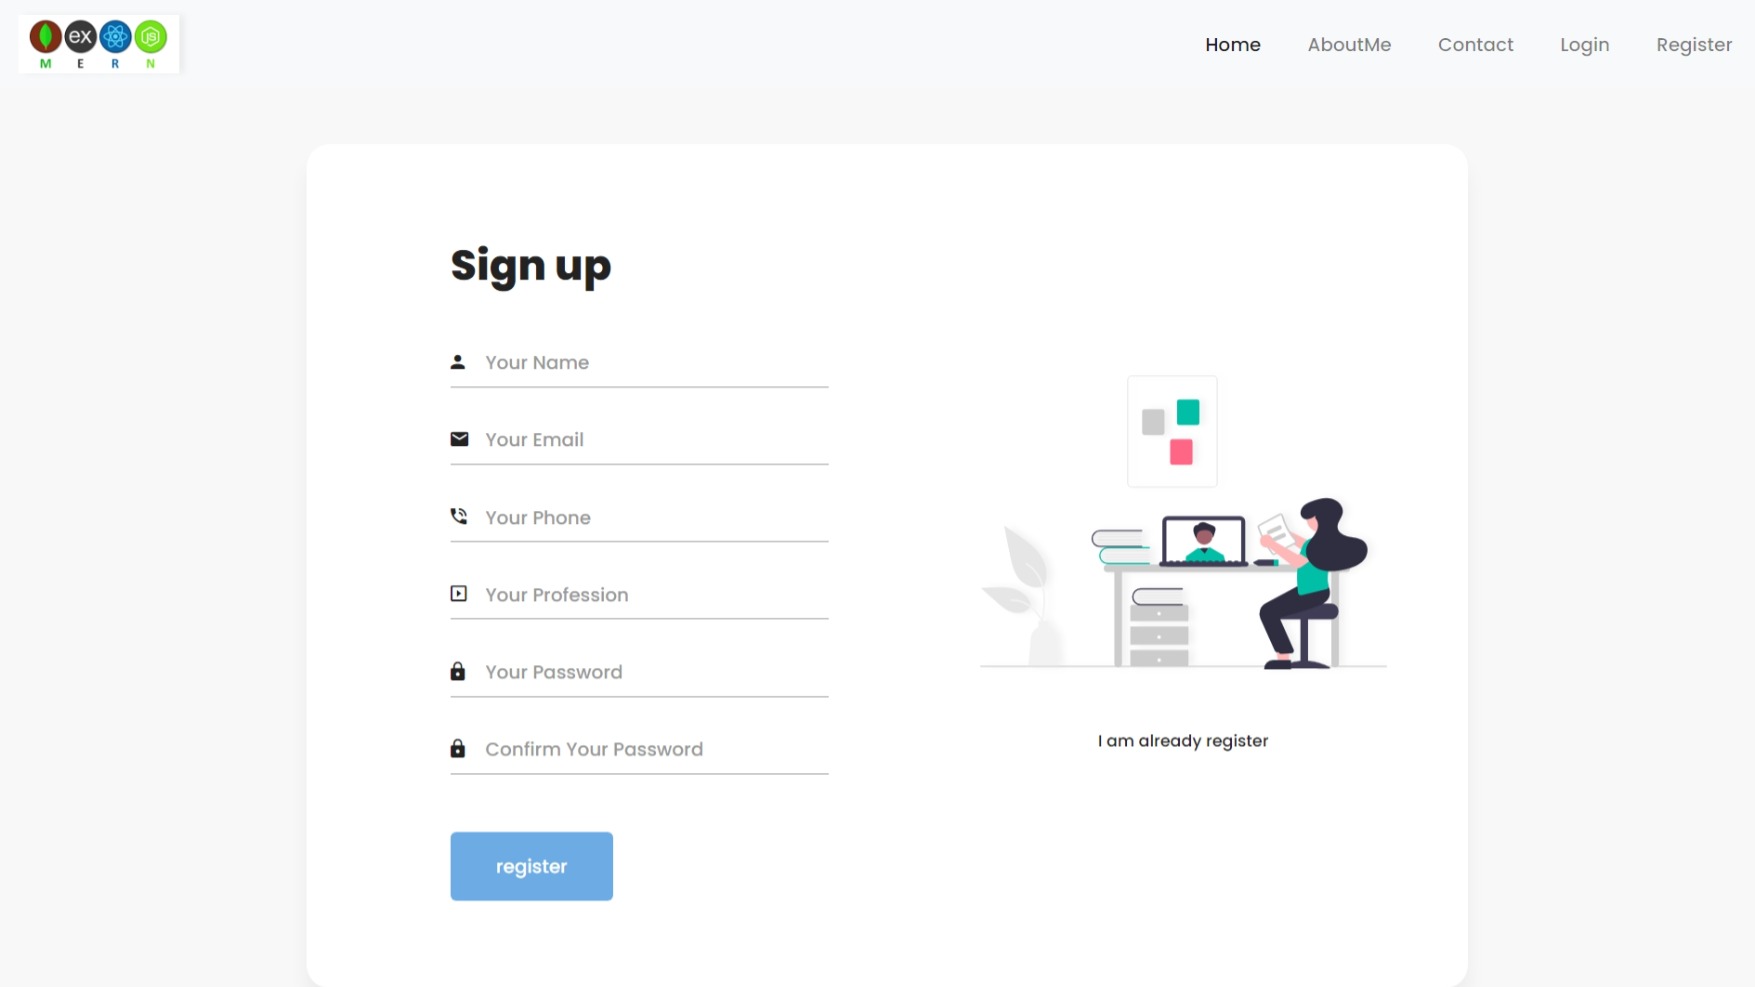 ex JS
M E R N
Home AboutMe Contact Login Register
Sign up
Your Name
Your Email
Your Phone
Your Profession
Your Password
Confirm Your Password
I am already register
register